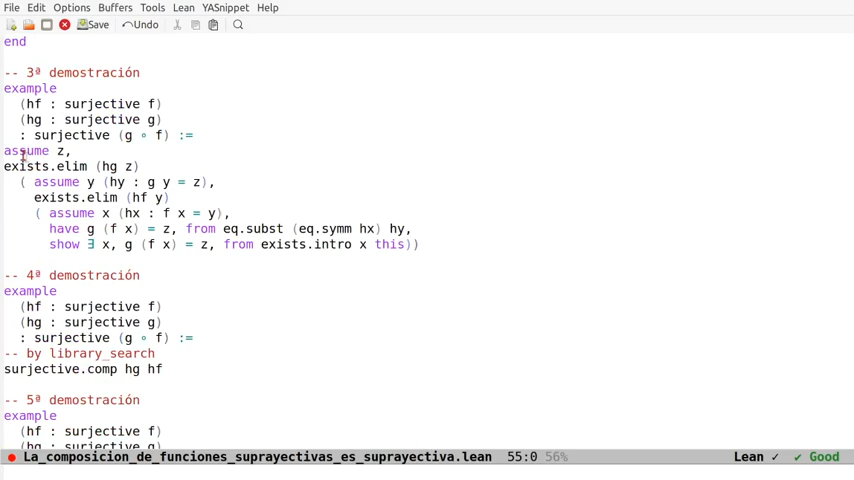 File Edit Options Buffers Tools Lean YASnippet Help
Save Undo
end
-- 3ª demostración
example
(hf : surjective f)
(hg : surjective g)
: surjective (g ∘ f) :=
assume z,
exists.elim (hg z)
( assume y (hy : g y = z),
exists.elim (hf y)
( assume x (hx : f x = y),
have g (f x) = z, from eq.subst (eq.symm hx) hy,
show ∃ x, g (f x) = z, from exists.intro x this))
-- 4ª demostración
example
(hf : surjective f)
(hg : surjective g)
: surjective (g ∘ f) :=
-- by library_search
surjective.comp hg hf
-- 5ª demostración
example
(hf : surjective f)
(hg : surjective g)
La_composicion_de_funciones_suprayectivas_es_suprayectiva.lean 55:0 56% Lean ✓ ✔ Good